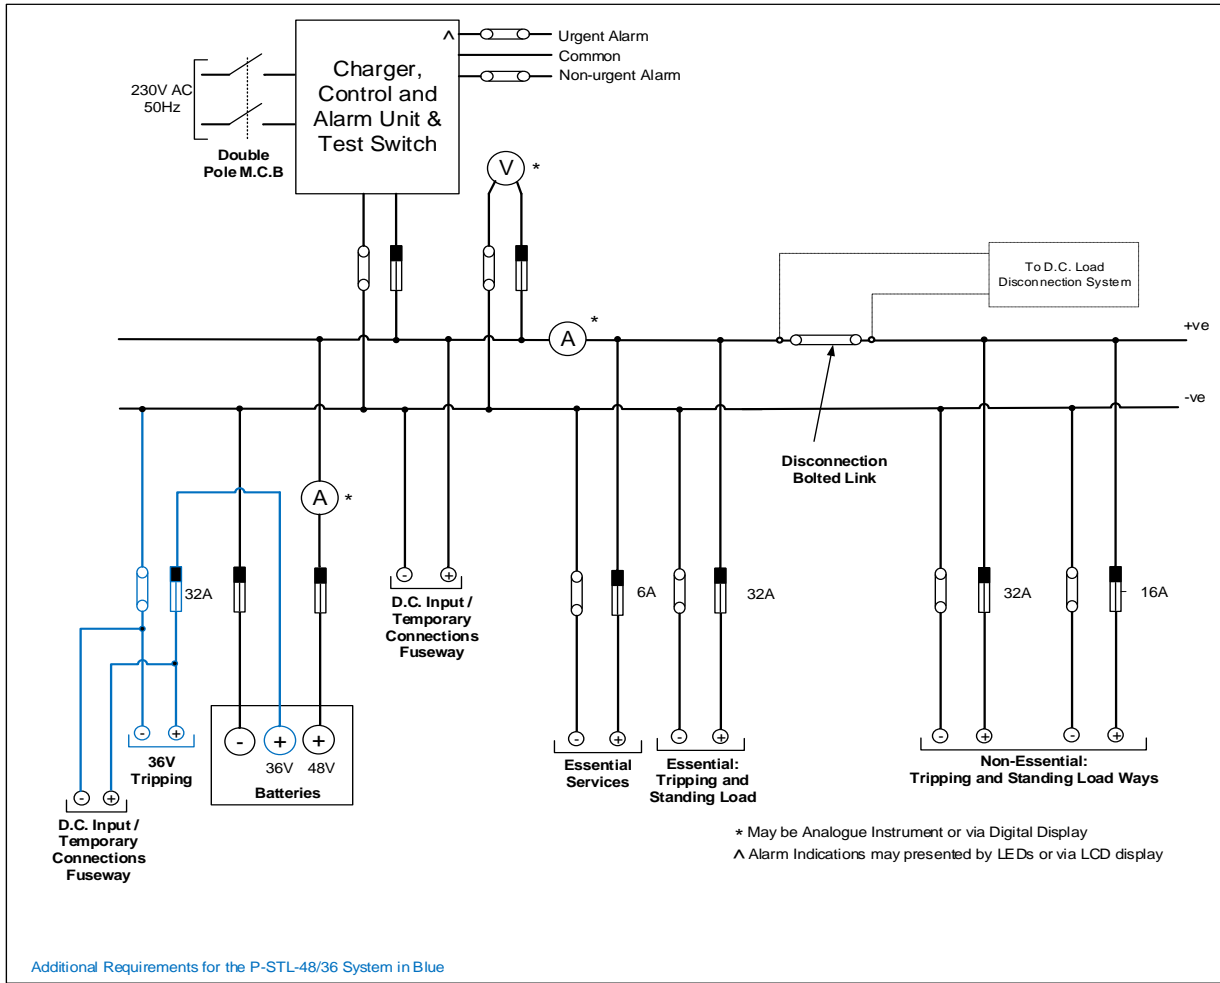 ^
Urgent Alarm
Common
Non-urgent Alarm
Charger,
Control and
Alarm Unit &
Test Switch
230V AC
50Hz
Double
Pole M.C.B
V
*
To D.C. Load
Disconnection System
A
*
+ve
-ve
Disconnection
Bolted Link
A
*
32A
- +
D.C. Input /
Temporary
Connections
Fuseway
6A
32A
32A
16A
- +
36V
Tripping
- + +
36V 48V
Batteries
- +
Essential
Services
- +
Essential:
Tripping and
Standing Load
- + - +
Non-Essential:
Tripping and Standing Load Ways
- +
D.C. Input /
Temporary
Connections
Fuseway
* May be Analogue Instrument or via Digital Display
^ Alarm Indications may presented by LEDs or via LCD display
Additional Requirements for the P-STL-48/36 System in Blue